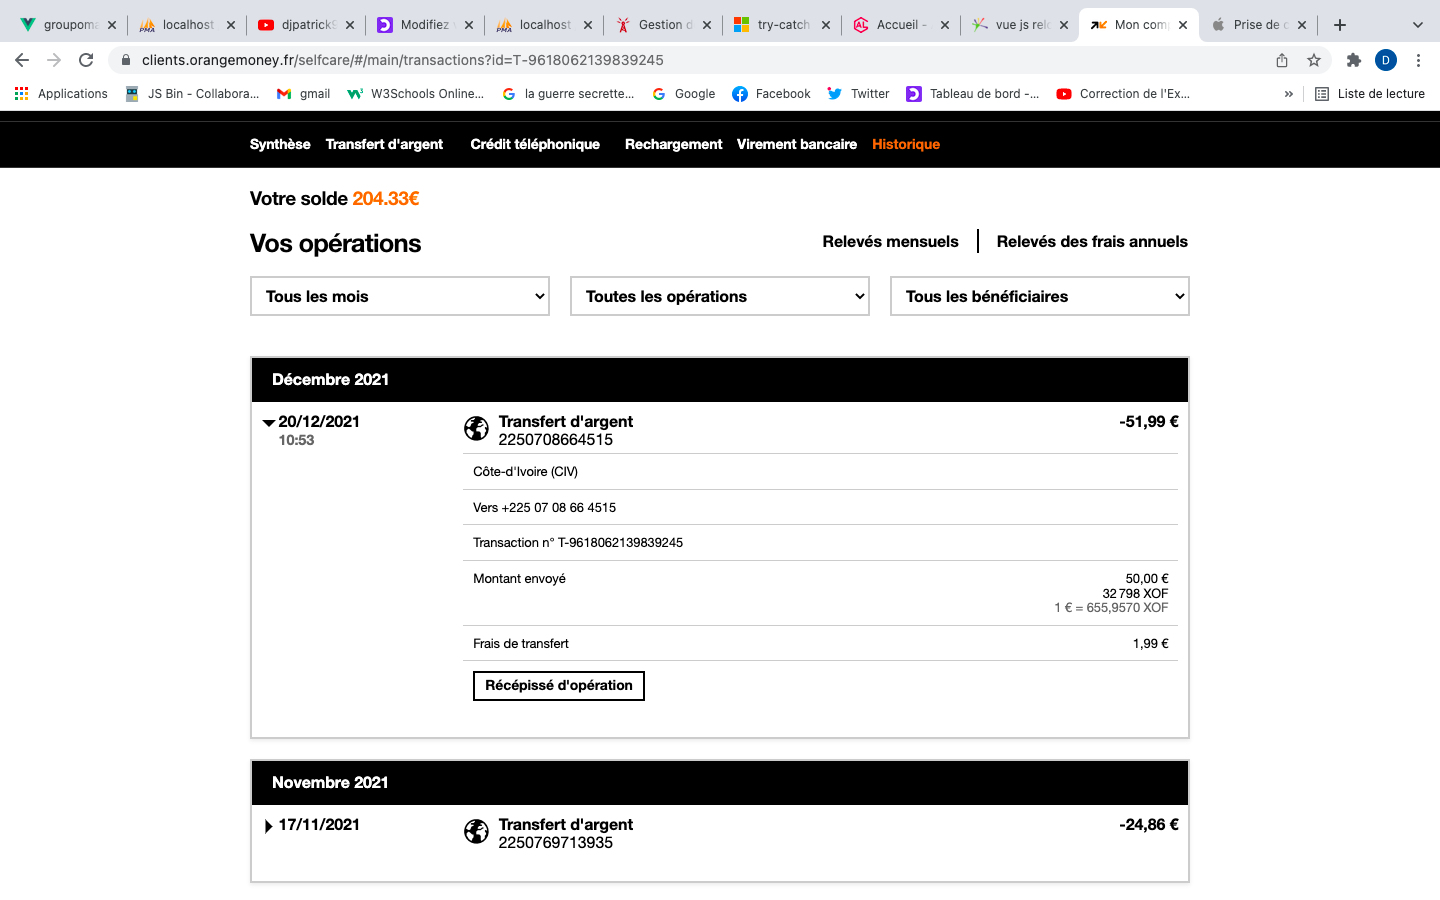 groupoma localhost djpatricks Modifiez v localhost Gestion d try-catch Accueil - vue js relo Mon comp Prise de c
clients.orangemoney.fr/selfcare/#/main/transactions?id=T-9618062139839245 D
Applications JS Bin - Collabora... gmail W3Schools Online... la guerre secrette... Google Facebook Twitter Tableau de bord -... Correction de l'Ex... » Liste de lecture
Synthèse Transfert d'argent Crédit téléphonique Rechargement Virement bancaire Historique
Votre solde 204.33€
Vos opérations Relevés mensuels Relevés des frais annuels
Tous les mois Toutes les opérations Tous les bénéficiaires
Décembre 2021
20/12/2021 Transfert d'argent -51,99 €
10:53 2250708664515
Côte-d'Ivoire (CIV)
Vers +225 07 08 66 4515
Transaction n° T-9618062139839245
Montant envoyé 50,00 €
32 798 XOF
1 € = 655,9570 XOF
Frais de transfert 1,99 €
Récépissé d'opération
Novembre 2021
17/11/2021 Transfert d'argent -24,86 €
2250769713935